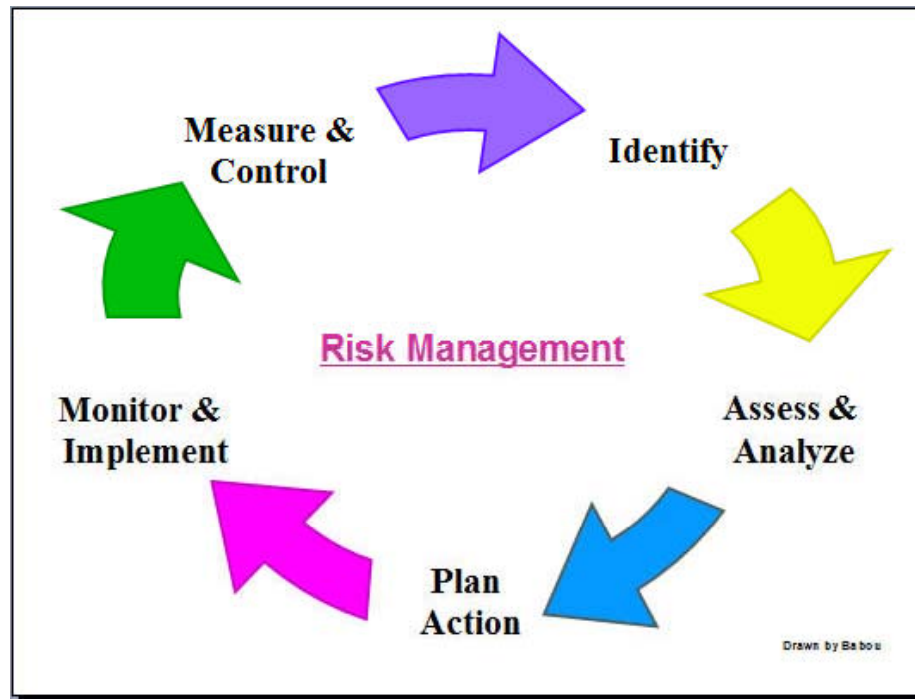 Measure &
Control
Identify
Risk Management
Monitor &
Implement
Assess &
Analyze
Plan
Action
Drawn by Babou